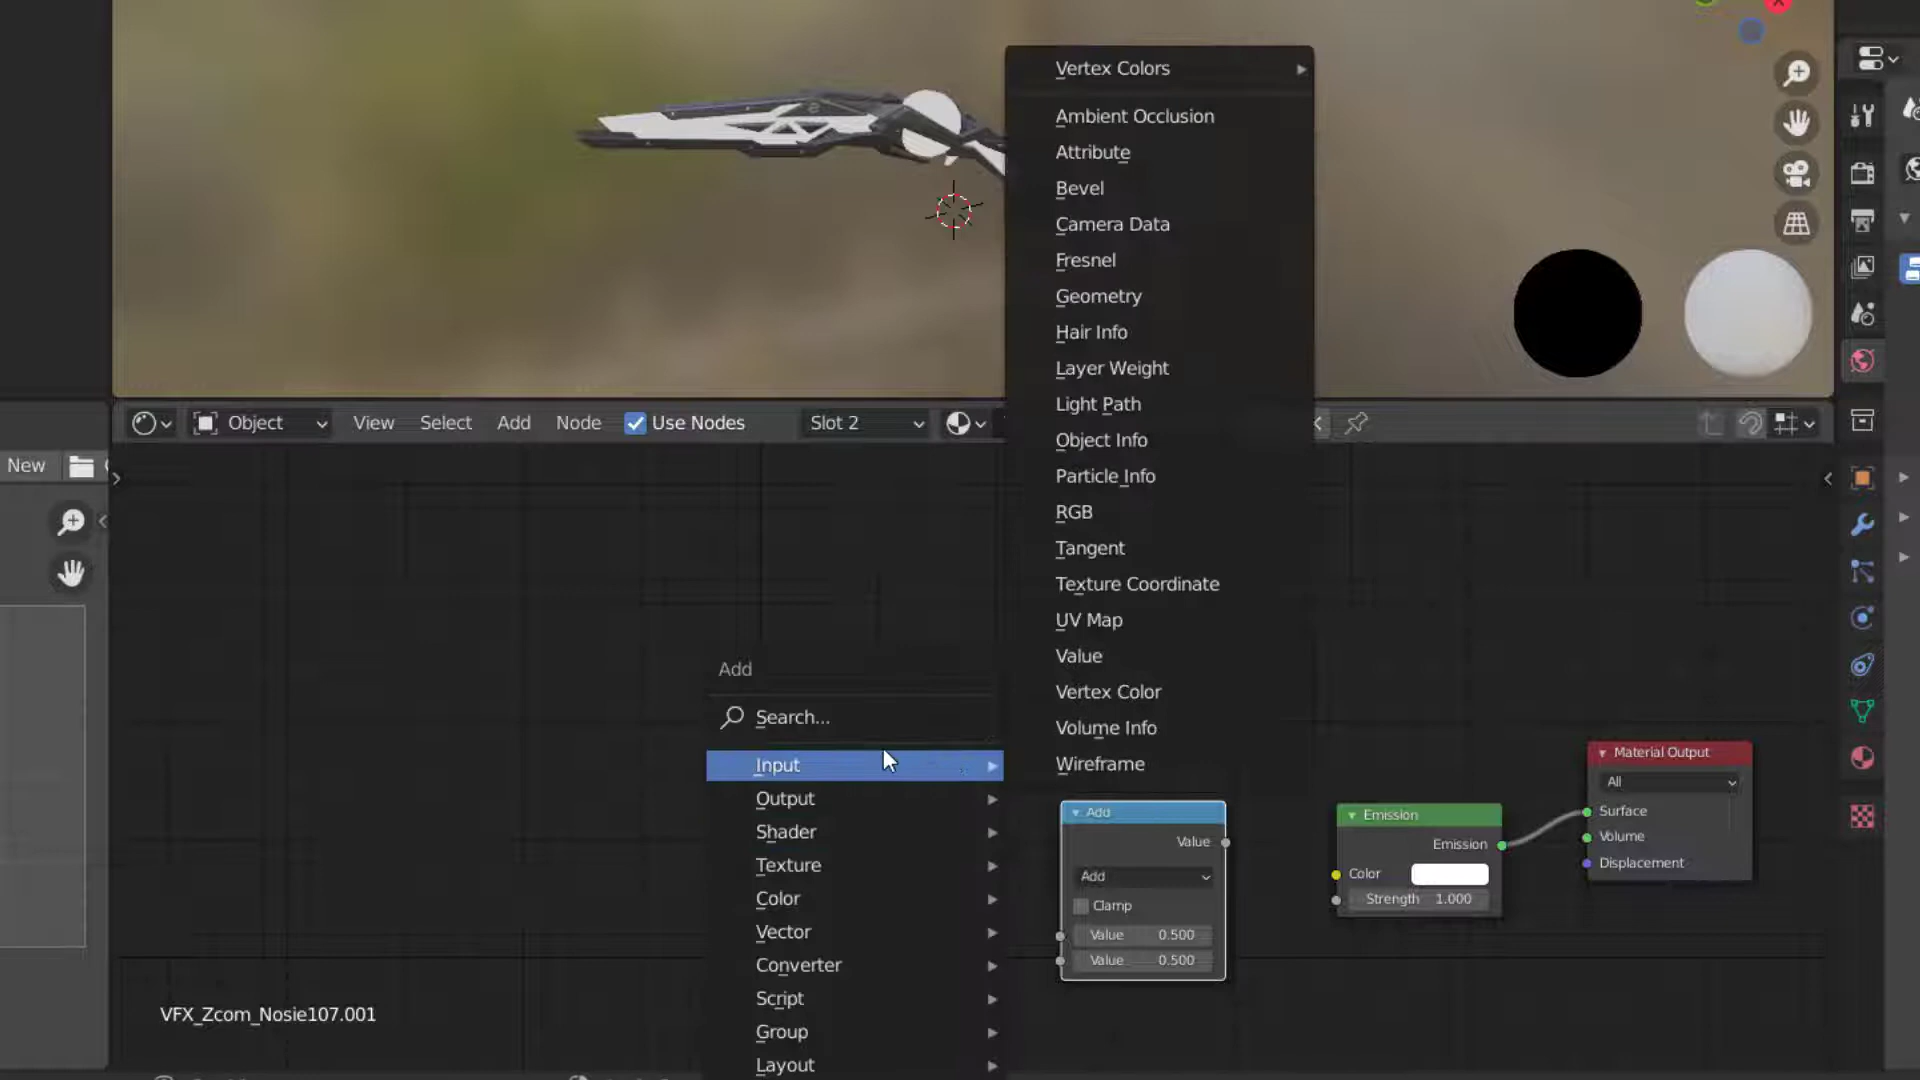 Vertex Colors
Ambient Occlusion
Attribute
Bevel
Camera Data
Fresnel
Geometry
Hair Info
Layer Weight
Light Path
Object Info
Particle Info
RGB
Tangent
Texture Coordinate
UV Map
Value
Vertex Color
Volume Info
Wireframe
Object View Select Add Node Use Nodes Slot 2
New
Add
Search...
Input
Output
Shader
Texture
Color
Vector
Converter
Script
Group
Layout
Add
Value
Add
Clamp
Value 0.500
Value 0.500
Emission
Emission
Color
Strength 1.000
Material Output
All
Surface
Volume
Displacement
VFX_Zcom_Nosie107.001